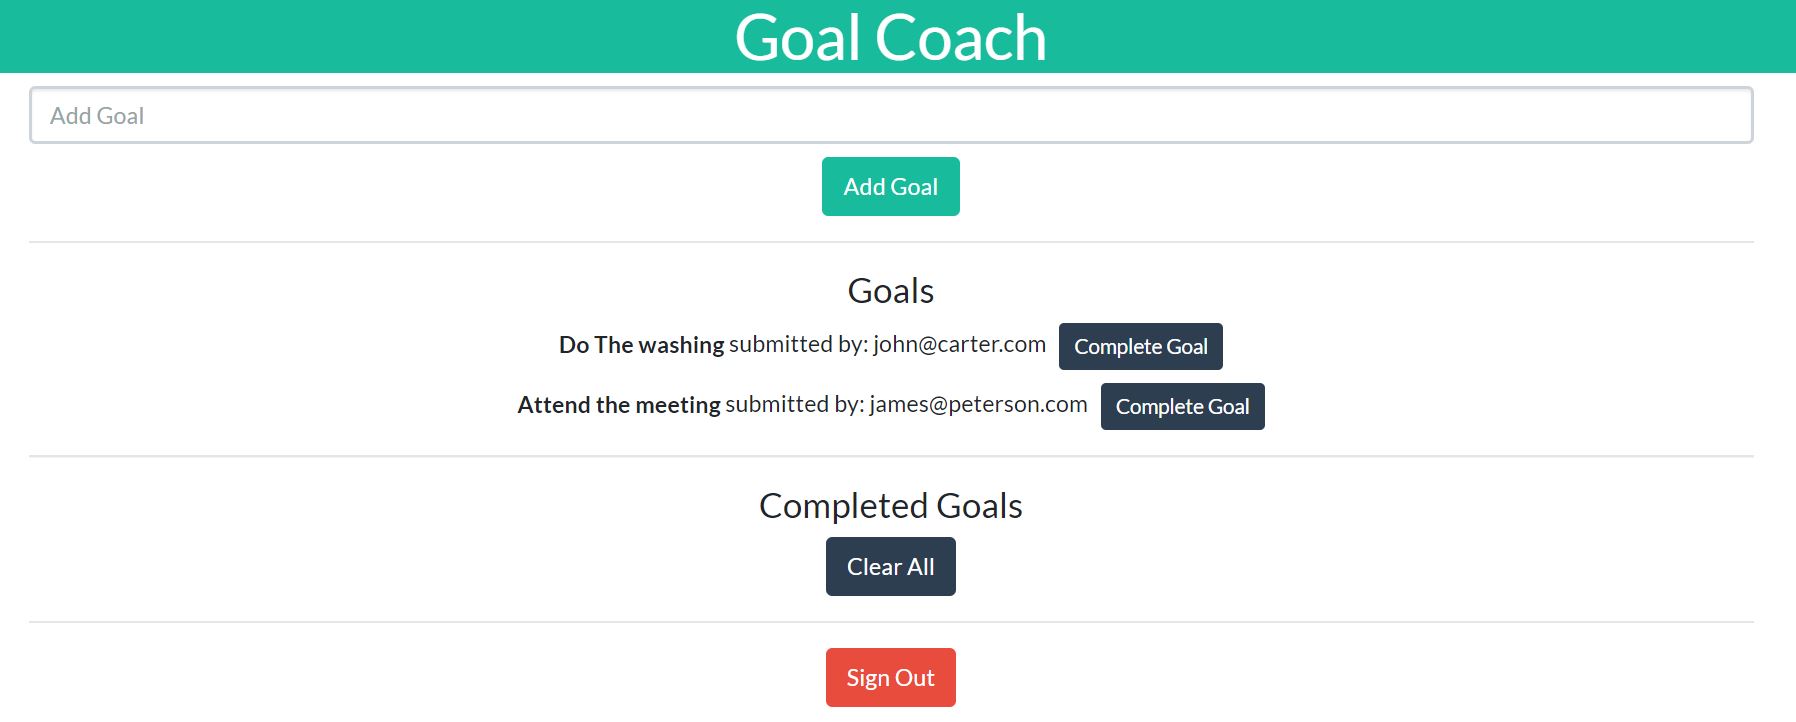 Goal Coach
Add Goal
Add Goal
Goals
Do The washing submitted by: john@carter.com Complete Goal
Attend the meeting submitted by: james@peterson.com Complete Goal
Completed Goals
Clear All
Sign Out